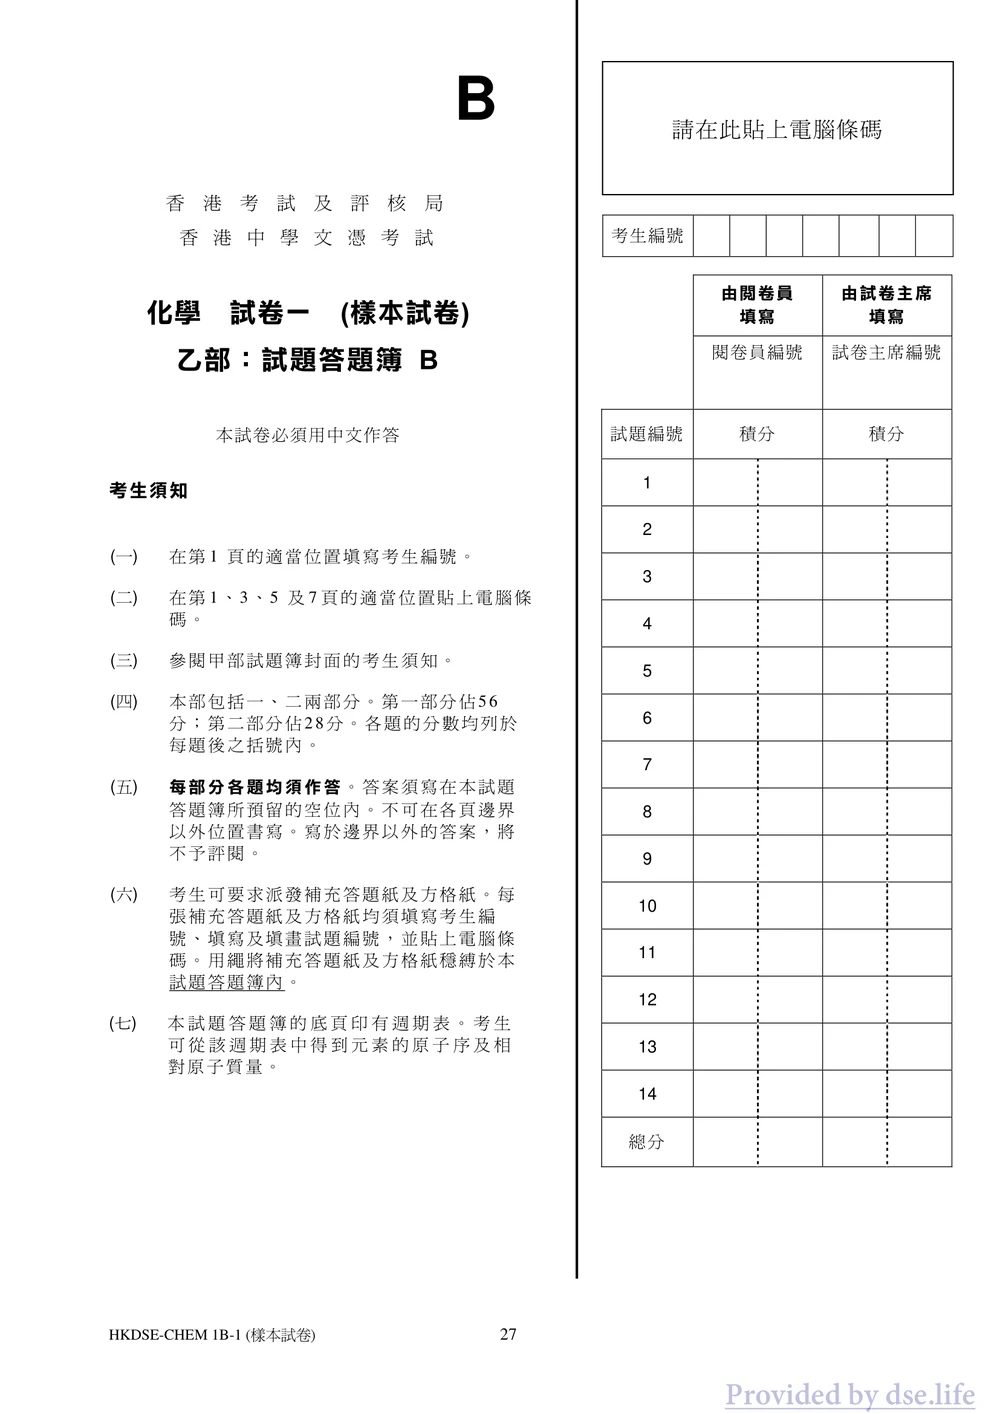 B
香港考試及評核局
香港中學文憑考試
化學 試卷一 (樣本試卷)
乙部：試題答題簿 B
本試卷必須用中文作答
考生須知
(一) 在第1 頁的適當位置填寫考生編號。
(二) 在第1、3、5 及7頁的適當位置貼上電腦條
碼。
(三) 參閱甲部試題簿封面的考生須知。
(四) 本部包括一、二兩部分。第一部分佔56
分；第二部分佔28分。各題的分數均列於
每題後之括號內。
(五) 每部分各題均須作答。答案須寫在本試題
答題簿所預留的空位內。不可在各頁邊界
以外位置書寫。寫於邊界以外的答案，將
不予評閱。
(六) 考生可要求派發補充答題紙及方格紙。每
張補充答題紙及方格紙均須填寫考生編
號、填寫及填畫試題編號，並貼上電腦條
碼。用繩將補充答題紙及方格紙穩縛於本
試題答題簿內。
(七) 本試題答題簿的底頁印有週期表。考生
可從該週期表中得到元素的原子序及相
對原子質量。
請在此貼上電腦條碼
考生編號
由閱卷員 由試卷主席
填寫 填寫
閱卷員編號 試卷主席編號
試題編號 積分 積分
1
2
3
4
5
6
7
8
9
10
11
12
13
14
總分
HKDSE-CHEM 1B-1 (樣本試卷) 27
Provided by dse.life